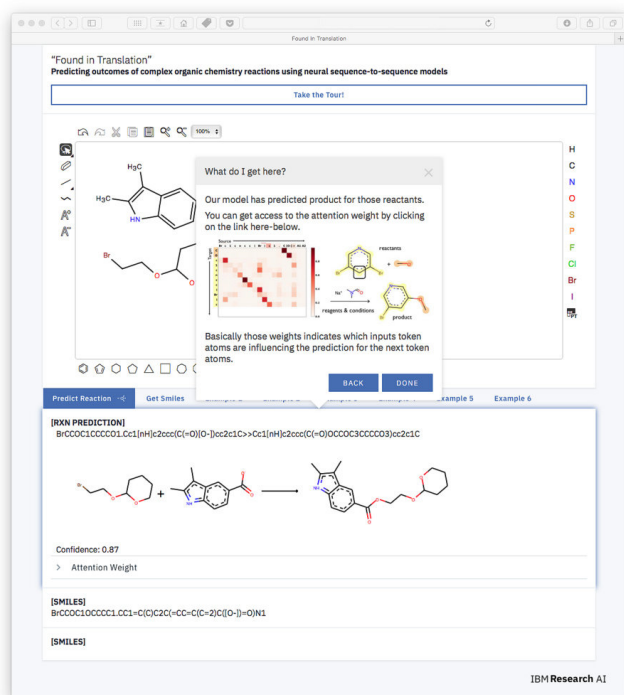 Found In Translation
"Found in Translation"
Predicting outcomes of complex organic chemistry reactions using neural sequence-to-sequence models
Take the Tour!
100%
H
C
N
O
S
P
F
Cl
Br
I
H₃C
H₃C
HN
Br
O
What do I get here?
Our model has predicted product for those reactants.
You can get access to the attention weight by clicking
on the link here-below.
Source
reactants
reagents & conditions
product
Basically those weights indicates which inputs token
atoms are influencing the prediction for the next token
atoms.
BACK
DONE
Predict Reaction
Get Smiles
Example 5
Example 6
[RXN PREDICTION]
BrCCOC1CCCCO1.Cc1[nH]c2ccc(C(=O)[O-])cc2c1C>>Cc1[nH]c2ccc(C(=O)OCCOC3CCCCO3)cc2c1C
Br
O
O
+
NH
O
O
NH
O
O
O
O
Confidence: 0.87
Attention Weight
[SMILES]
BrCCOC1OCCCC1.CC1=C(C)C2C(=CC=C(C=2)C([O-])=O)N1
[SMILES]
IBM Research AI